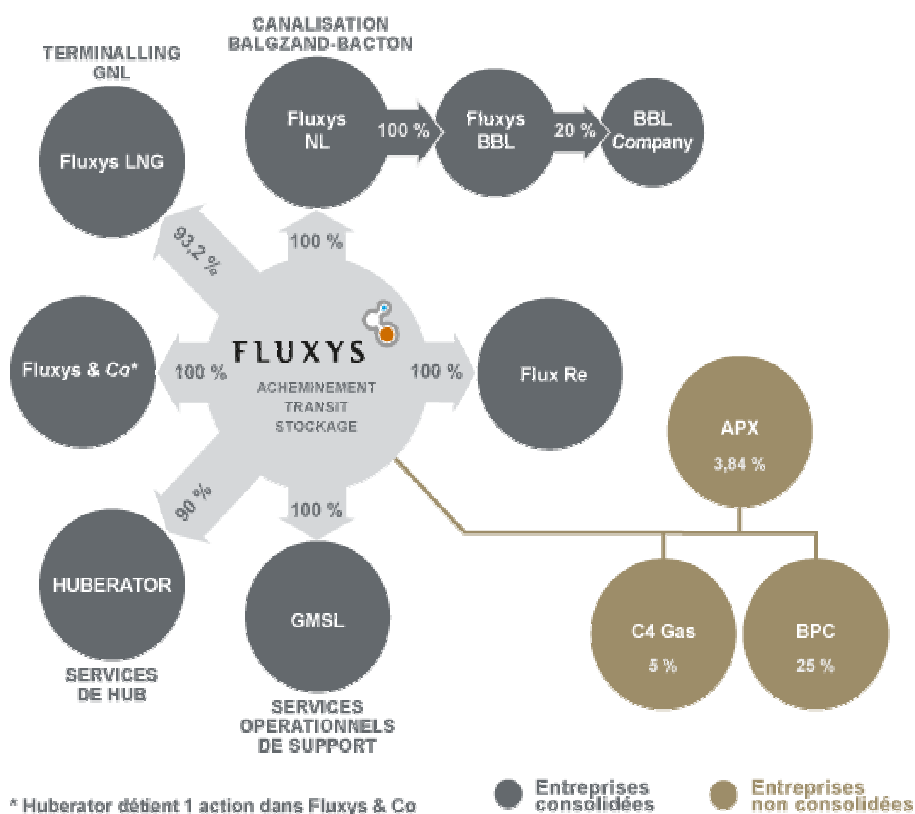 CANALISATION
BALGZAND-BACTON
TERMINALLING
GNL
Fluxys
NL
100 %
Fluxys
BBL
20 %
BBL
Company
Fluxys LNG
93,2 %
100 %
FLUXYS
ACHEMINEMENT
TRANSIT
STOCKAGE
Fluxys & Co*
100 %
100 %
Flux Re
APX
3,84 %
90 %
100 %
HUBERATOR
SERVICES
DE HUB
GMSL
SERVICES
OPERATIONNELS
DE SUPPORT
C4 Gas
5 %
BPC
25 %
* Huberator détient 1 action dans Fluxys & Co
Entreprises
consolidées
Entreprises
non consolidées